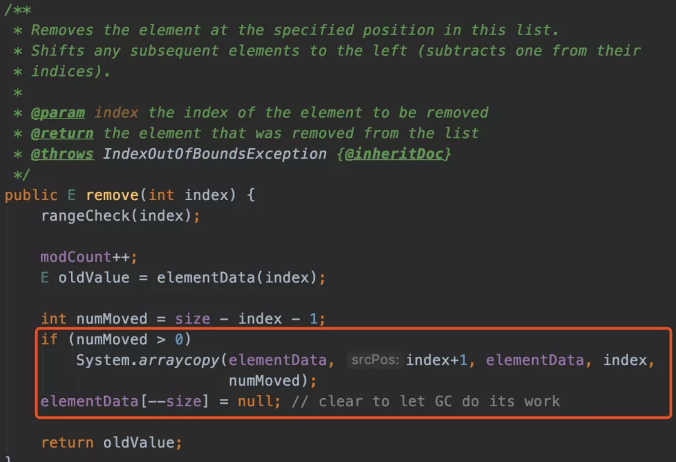 /**
 * Removes the element at the specified position in this list.
 * Shifts any subsequent elements to the left (subtracts one from their
 * indices).
 *
 * @param index the index of the element to be removed
 * @return the element that was removed from the list
 * @throws IndexOutOfBoundsException {@inheritDoc}
 */
public E remove(int index) {
    rangeCheck(index);

    modCount++;
    E oldValue = elementData(index);

    int numMoved = size - index - 1;
    if (numMoved > 0)
        System.arraycopy(elementData, srcPos: index+1, elementData, index,
                         numMoved);
    elementData[--size] = null; // clear to let GC do its work

    return oldValue;
}